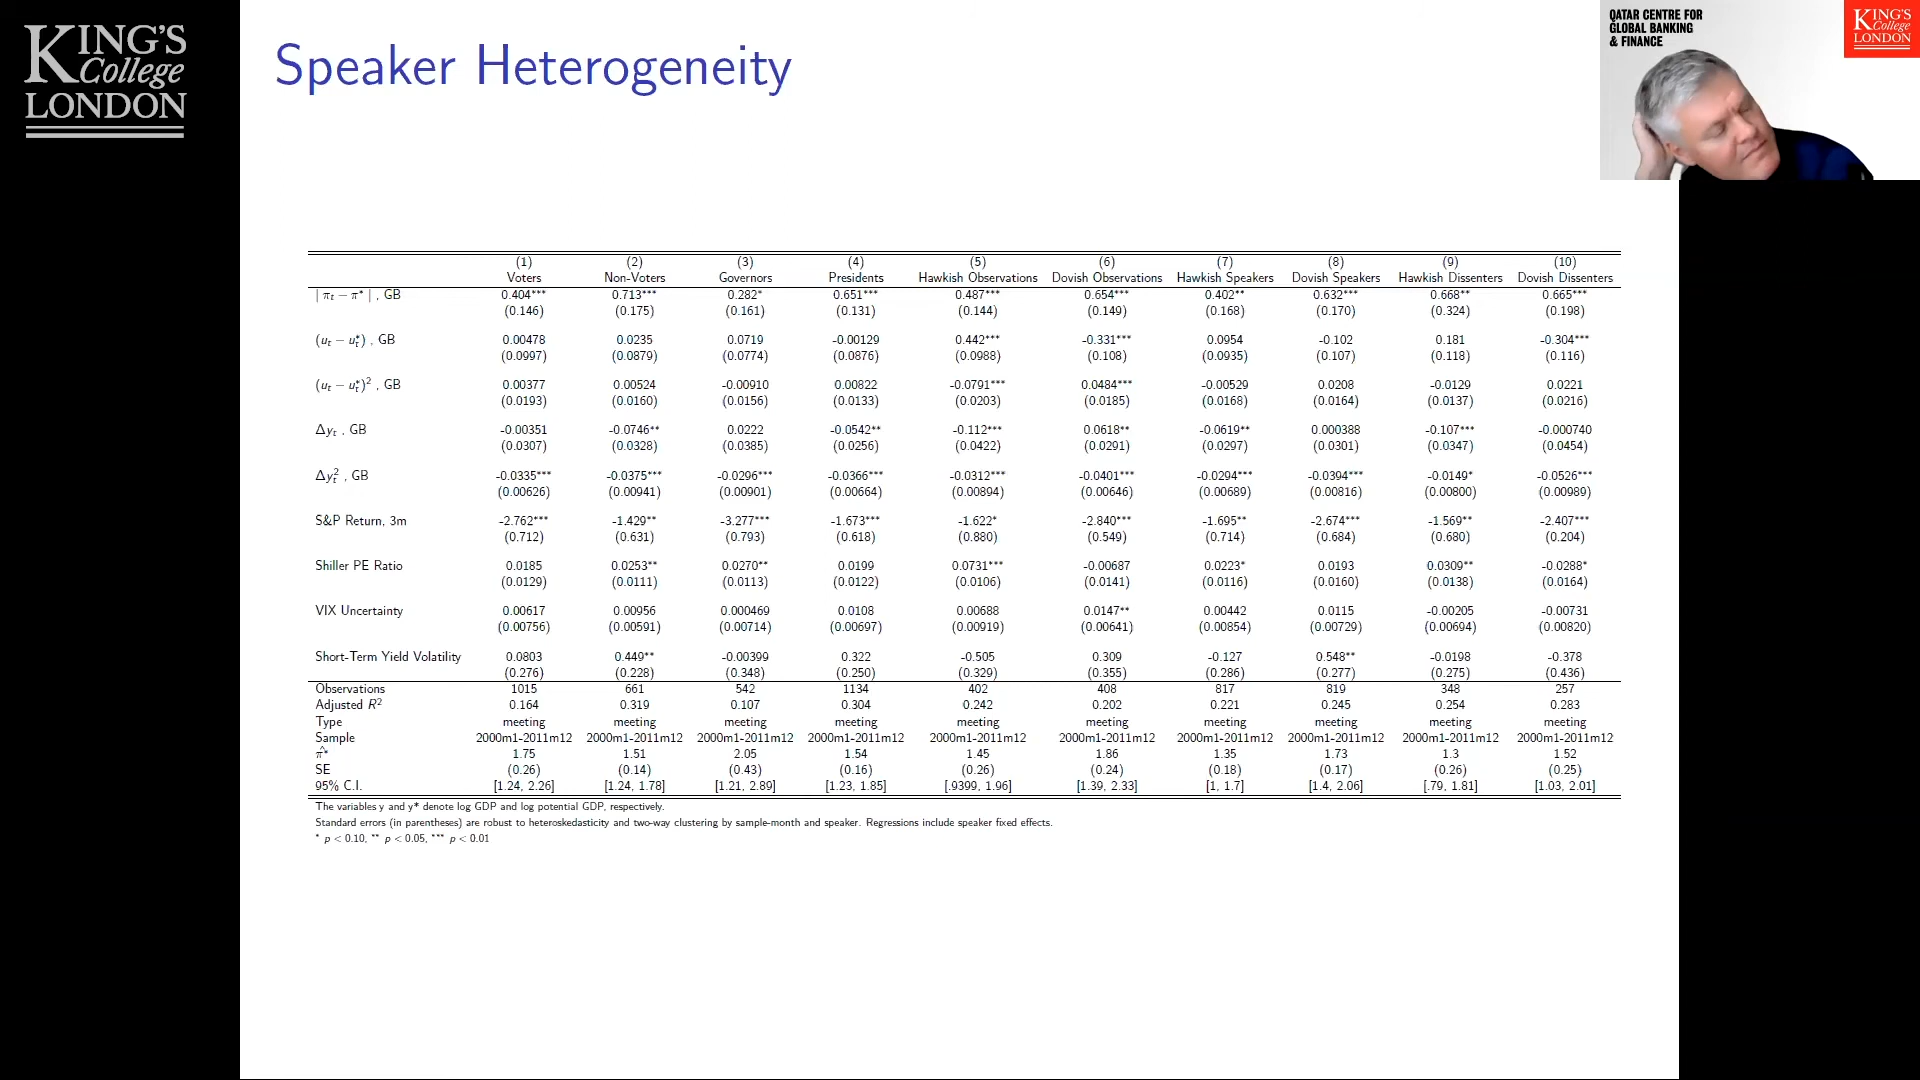 KING'S
College
LONDON
Speaker Heterogeneity
QATAR CENTRE FOR
GLOBAL BANKING
& FINANCE
KING'S
College
LONDON
(1) (2) (3) (4) (5) (6) (7) (8) (9) (10)
Voters Non-Voters Governors Presidents Hawkish Observations Dovish Observations Hawkish Speakers Dovish Speakers Hawkish Dissenters Dovish Dissenters
| πt − π* | , GB 0.404*** 0.713*** 0.282* 0.651*** 0.487*** 0.654*** 0.402** 0.632*** 0.668** 0.665***
(0.146) (0.175) (0.161) (0.131) (0.144) (0.149) (0.168) (0.170) (0.324) (0.198)
(ut − ut*) , GB 0.00478 0.0235 0.0719 -0.00129 0.442*** -0.331*** 0.0954 -0.102 0.181 -0.304***
(0.0997) (0.0879) (0.0774) (0.0876) (0.0988) (0.108) (0.0935) (0.107) (0.118) (0.116)
(ut − ut*)² , GB 0.00377 0.00524 -0.00910 0.00822 -0.0791*** 0.0484*** -0.00529 0.0208 -0.0129 0.0221
(0.0193) (0.0160) (0.0156) (0.0133) (0.0203) (0.0185) (0.0168) (0.0164) (0.0137) (0.0216)
Δyt , GB -0.00351 -0.0746** 0.0222 -0.0542** -0.112*** 0.0618** -0.0619** 0.000388 -0.107*** -0.000740
(0.0307) (0.0328) (0.0385) (0.0256) (0.0422) (0.0291) (0.0297) (0.0301) (0.0347) (0.0454)
Δyt² , GB -0.0335*** -0.0375*** -0.0296*** -0.0366*** -0.0312*** -0.0401*** -0.0294*** -0.0394*** -0.0149* -0.0526***
(0.00626) (0.00941) (0.00901) (0.00664) (0.00894) (0.00646) (0.00689) (0.00816) (0.00800) (0.00989)
S&P Return, 3m -2.762*** -1.429** -3.277*** -1.673*** -1.622* -2.840*** -1.695** -2.674*** -1.569** -2.407***
(0.712) (0.631) (0.793) (0.618) (0.880) (0.549) (0.714) (0.684) (0.680) (0.204)
Shiller PE Ratio 0.0185 0.0253** 0.0270** 0.0199 0.0731*** -0.00687 0.0223* 0.0193 0.0309** -0.0288*
(0.0129) (0.0111) (0.0113) (0.0122) (0.0106) (0.0141) (0.0116) (0.0160) (0.0138) (0.0164)
VIX Uncertainty 0.00617 0.00956 0.000469 0.0108 0.00688 0.0147** 0.00442 0.0115 -0.00205 -0.00731
(0.00756) (0.00591) (0.00714) (0.00697) (0.00919) (0.00641) (0.00854) (0.00729) (0.00694) (0.00820)
Short-Term Yield Volatility 0.0803 0.449** -0.00399 0.322 -0.505 0.309 -0.127 0.548** -0.0198 -0.378
(0.276) (0.228) (0.348) (0.250) (0.329) (0.355) (0.286) (0.277) (0.275) (0.436)
Observations 1015 661 542 1134 402 408 817 819 348 257
Adjusted R² 0.164 0.319 0.107 0.304 0.242 0.202 0.221 0.245 0.254 0.283
Type meeting meeting meeting meeting meeting meeting meeting meeting meeting meeting
Sample 2000m1-2011m12 2000m1-2011m12 2000m1-2011m12 2000m1-2011m12 2000m1-2011m12 2000m1-2011m12 2000m1-2011m12 2000m1-2011m12 2000m1-2011m12 2000m1-2011m12
π̂* 1.75 1.51 2.05 1.54 1.45 1.86 1.35 1.73 1.3 1.52
SE (0.26) (0.14) (0.43) (0.16) (0.26) (0.24) (0.18) (0.17) (0.26) (0.25)
95% C.I. [1.24, 2.26] [1.24, 1.78] [1.21, 2.89] [1.23, 1.85] [.9399, 1.96] [1.39, 2.33] [1, 1.7] [1.4, 2.06] [.79, 1.81] [1.03, 2.01]
The variables y and y* denote log GDP and log potential GDP, respectively.
Standard errors (in parentheses) are robust to heteroskedasticity and two-way clustering by sample-month and speaker. Regressions include speaker fixed effects.
* p < 0.10, ** p < 0.05, *** p < 0.01